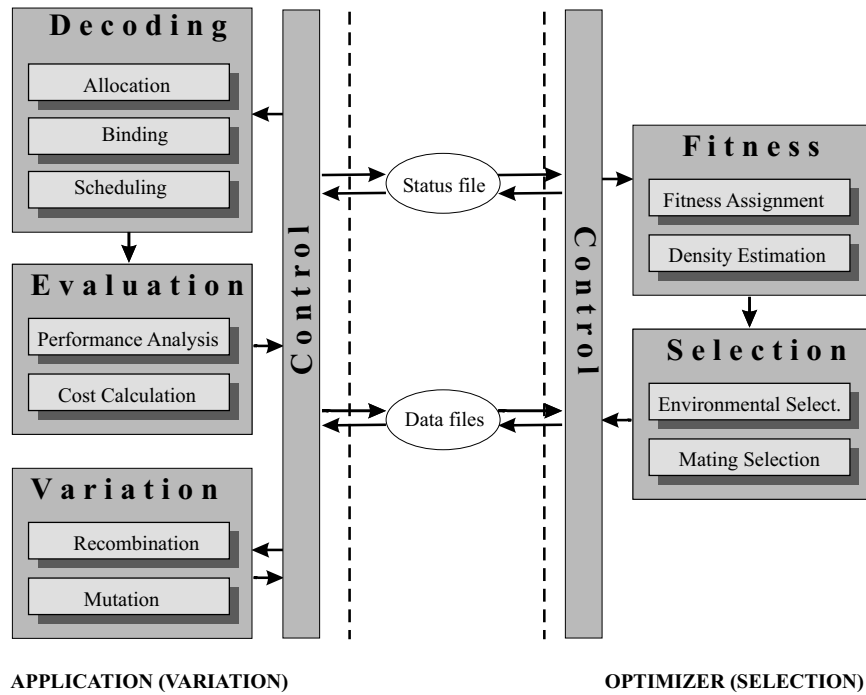 Decoding
Allocation
Binding
Scheduling
Evaluation
Performance Analysis
Cost Calculation
Variation
Recombination
Mutation
Control
Status file
Data files
Control
Fitness
Fitness Assignment
Density Estimation
Selection
Environmental Select.
Mating Selection
APPLICATION (VARIATION)
OPTIMIZER (SELECTION)